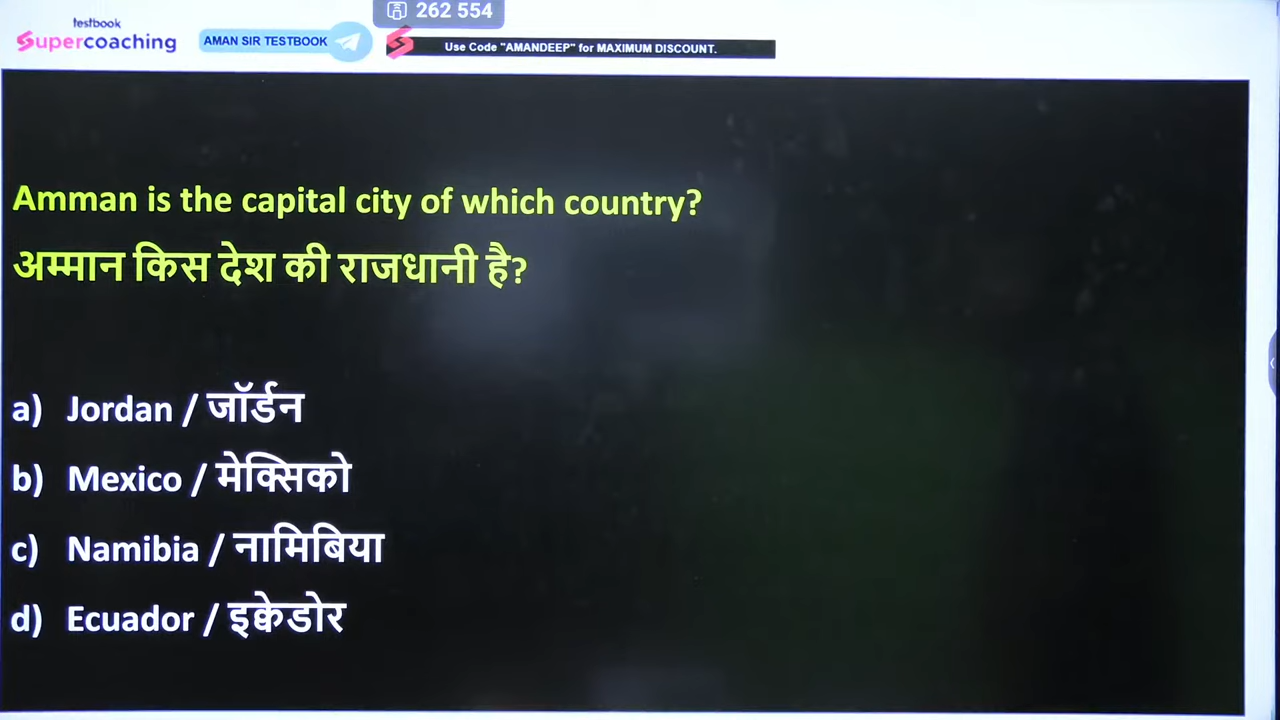 testbook
Supercoaching
AMAN SIR TESTBOOK
262 554
Use Code "AMANDEEP" for MAXIMUM DISCOUNT.
Amman is the capital city of which country?
अम्मान किस देश की राजधानी है?
a) Jordan / जॉर्डन
b) Mexico / मेक्सिको
c) Namibia / नामिबिया
d) Ecuador / इक्वेडोर